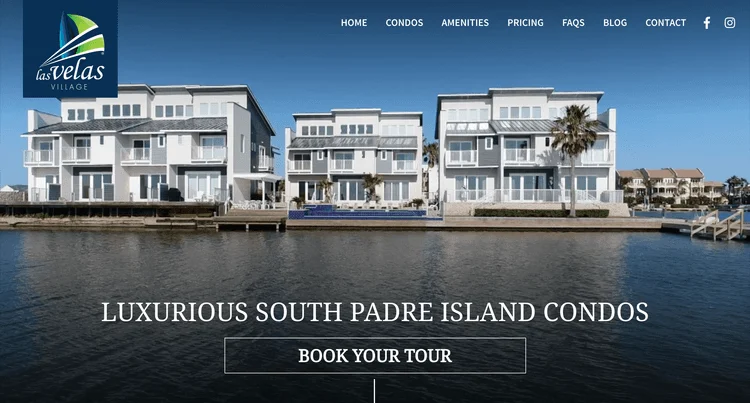 las velas
VILLAGE
HOME CONDOS AMENITIES PRICING FAQS BLOG CONTACT
LUXURIOUS SOUTH PADRE ISLAND CONDOS
BOOK YOUR TOUR